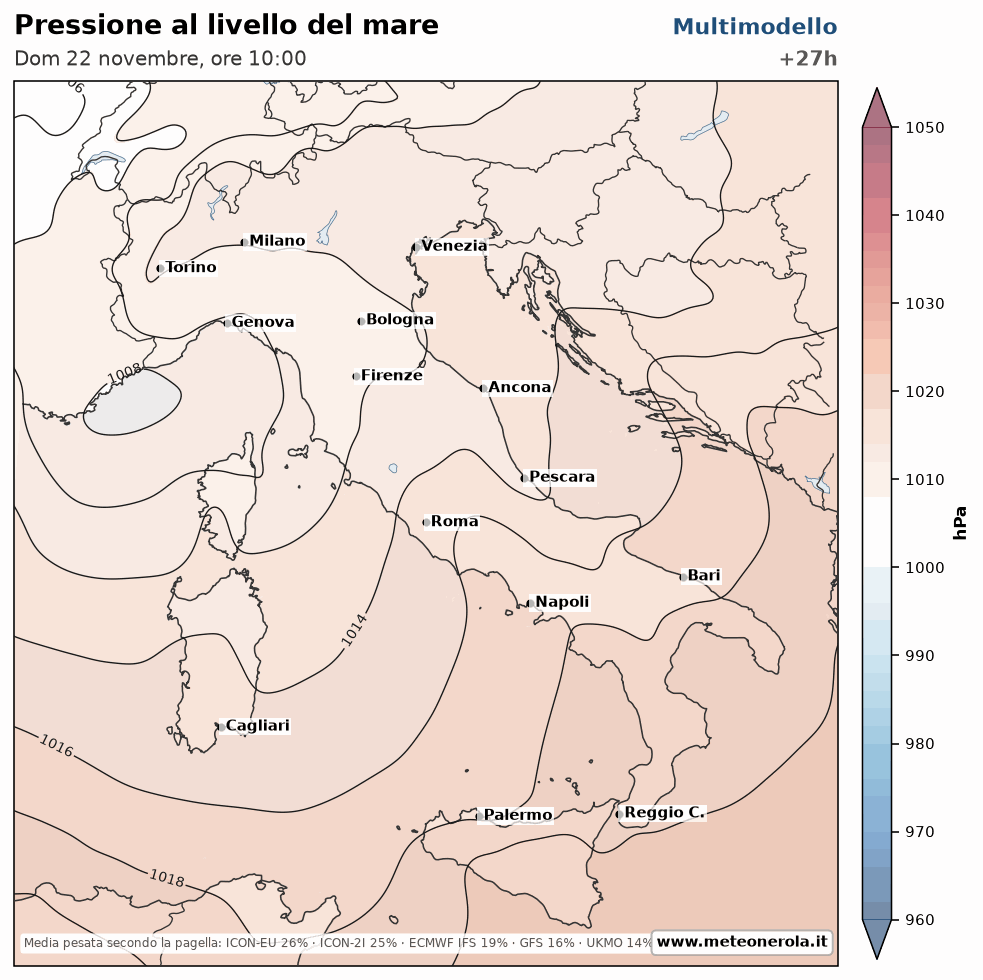 Pressione al livello del mare
Multimodello
Dom 22 novembre, ore 10:00
+27h
1050
1040
1030
1020
1010
1000
990
980
970
960
hPa
Milano
Venezia
Torino
Genova
Bologna
1008
Firenze
Ancona
Pescara
Roma
Bari
Napoli
1014
Cagliari
1016
Palermo
Reggio C.
1018
Media pesata secondo la pagella: ICON-EU 26% · ICON-2I 25% · ECMWF IFS 19% · GFS 16% · UKMO 14%
www.meteonerola.it